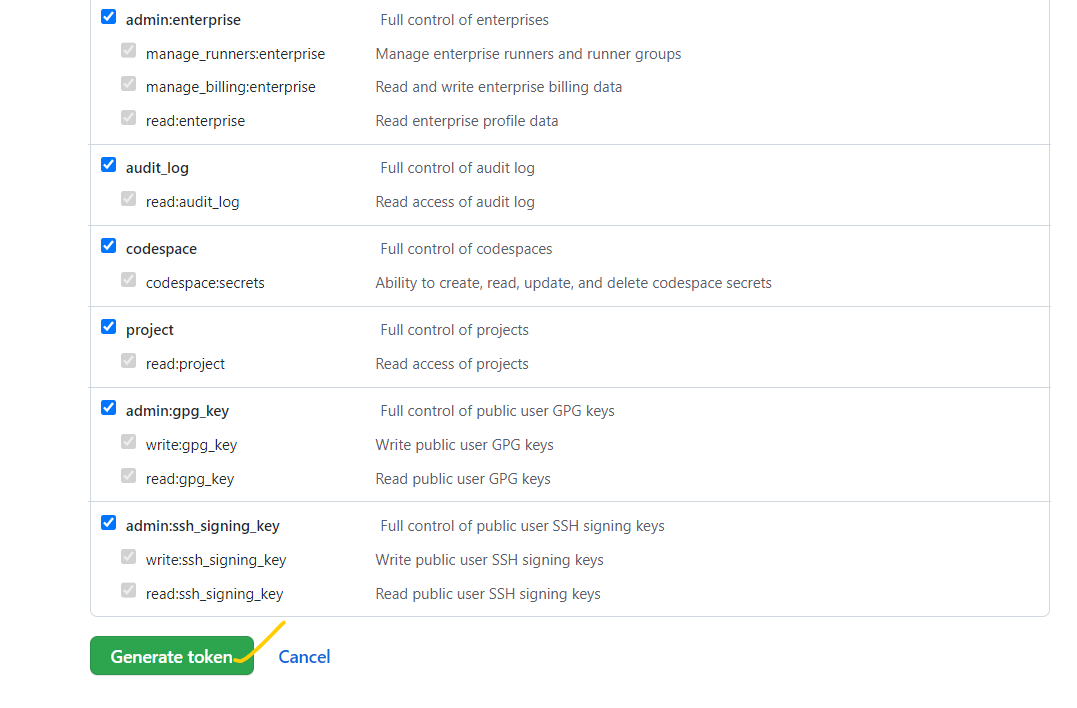 admin:enterprise Full control of enterprises
manage_runners:enterprise Manage enterprise runners and runner groups
manage_billing:enterprise Read and write enterprise billing data
read:enterprise Read enterprise profile data
audit_log Full control of audit log
read:audit_log Read access of audit log
codespace Full control of codespaces
codespace:secrets Ability to create, read, update, and delete codespace secrets
project Full control of projects
read:project Read access of projects
admin:gpg_key Full control of public user GPG keys
write:gpg_key Write public user GPG keys
read:gpg_key Read public user GPG keys
admin:ssh_signing_key Full control of public user SSH signing keys
write:ssh_signing_key Write public user SSH signing keys
read:ssh_signing_key Read public user SSH signing keys
Generate token Cancel